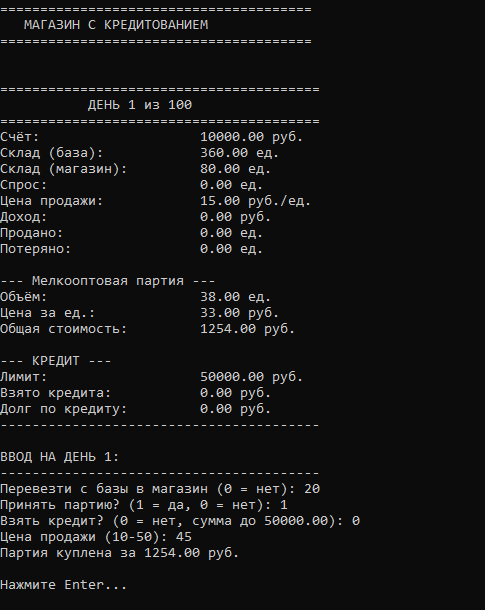 =======================================
МАГАЗИН С КРЕДИТОВАНИЕМ
=======================================
========================================
ДЕНЬ 1 из 100
========================================
Счёт: 10000.00 руб.
Склад (база): 360.00 ед.
Склад (магазин): 80.00 ед.
Спрос: 0.00 ед.
Цена продажи: 15.00 руб./ед.
Доход: 0.00 руб.
Продано: 0.00 ед.
Потеряно: 0.00 ед.
--- Мелкооптовая партия ---
Объём: 38.00 ед.
Цена за ед.: 33.00 руб.
Общая стоимость: 1254.00 руб.
--- КРЕДИТ ---
Лимит: 50000.00 руб.
Взято кредита: 0.00 руб.
Долг по кредиту: 0.00 руб.
----------------------------------------
ВВОД НА ДЕНЬ 1:
----------------------------------------
Перевезти с базы в магазин (0 = нет): 20
Принять партию? (1 = да, 0 = нет): 1
Взять кредит? (0 = нет, сумма до 50000.00): 0
Цена продажи (10-50): 45
Партия куплена за 1254.00 руб.
Нажмите Enter...